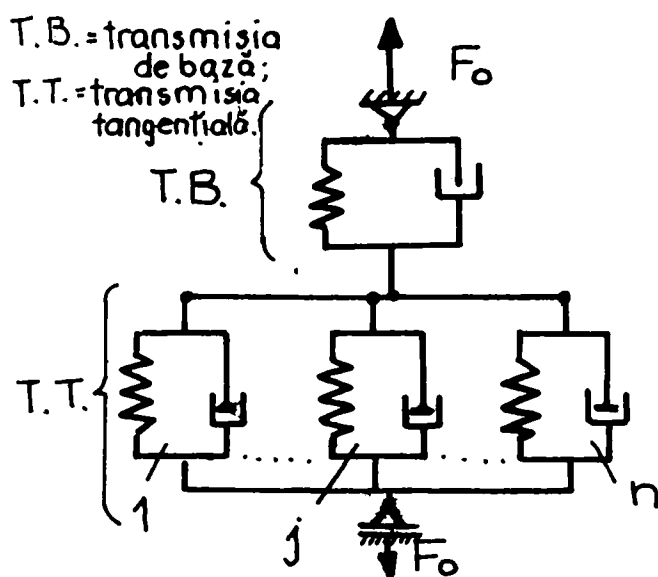 T.B.=transmisia
de bază;
T.T.=transmisia
tangențială.
F₀
T.B.
T.T.
1
j
n
F₀